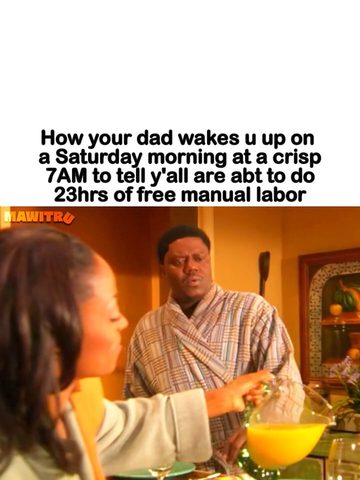 How your dad wakes u up on
a Saturday morning at a crisp
7AM to tell y'all are abt to do
23hrs of free manual labor
MAWITRU